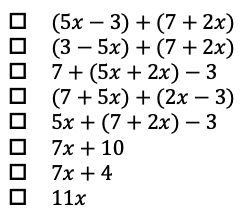 ☐ (5x − 3) + (7 + 2x)
☐ (3 − 5x) + (7 + 2x)
☐ 7 + (5x + 2x) − 3
☐ (7 + 5x) + (2x − 3)
☐ 5x + (7 + 2x) − 3
☐ 7x + 10
☐ 7x + 4
☐ 11x